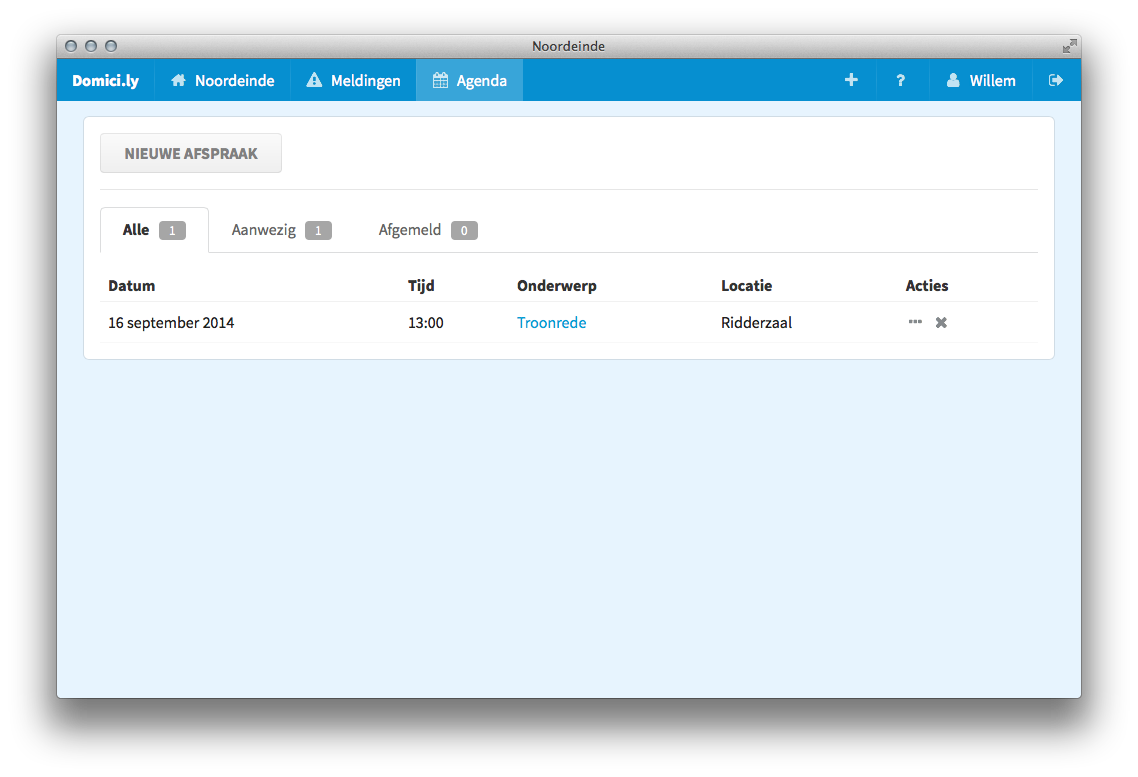 Noordeinde
Domici.ly Noordeinde Meldingen Agenda + ? Willem
NIEUWE AFSPRAAK
Alle 1 Aanwezig 1 Afgemeld 0
Datum Tijd Onderwerp Locatie Acties
16 september 2014 13:00 Troonrede Ridderzaal